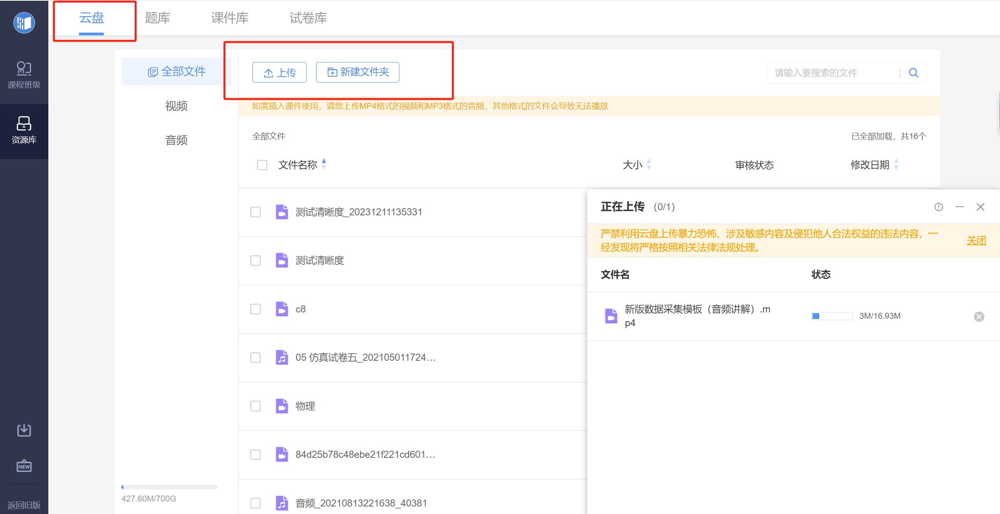 云盘
题库
课件库
试卷库
课程班级
资源库
NEW
返回旧版
全部文件
视频
音频
427.60M/700G
上传
新建文件夹
请输入要搜索的文件
如需插入课件使用，请您上传MP4格式的视频和MP3格式的音频，其他格式的文件会导致无法播放
全部文件
已全部加载，共16个
文件名称
大小
审核状态
修改日期
测试清晰度_20231211135331
测试清晰度
c8
05 仿真试卷五_202105011724...
物理
84d25b78c48ebe21f221cd601...
音频_20210813221638_40381
正在上传 (0/1)
严禁利用云盘上传暴力恐怖、涉及敏感内容及侵犯他人合法权益的违法内容，一
经发现将严格按照相关法律法规处理。
关闭
文件名
状态
新版数据采集模板（音频讲解）.m
p4
3M/16.93M